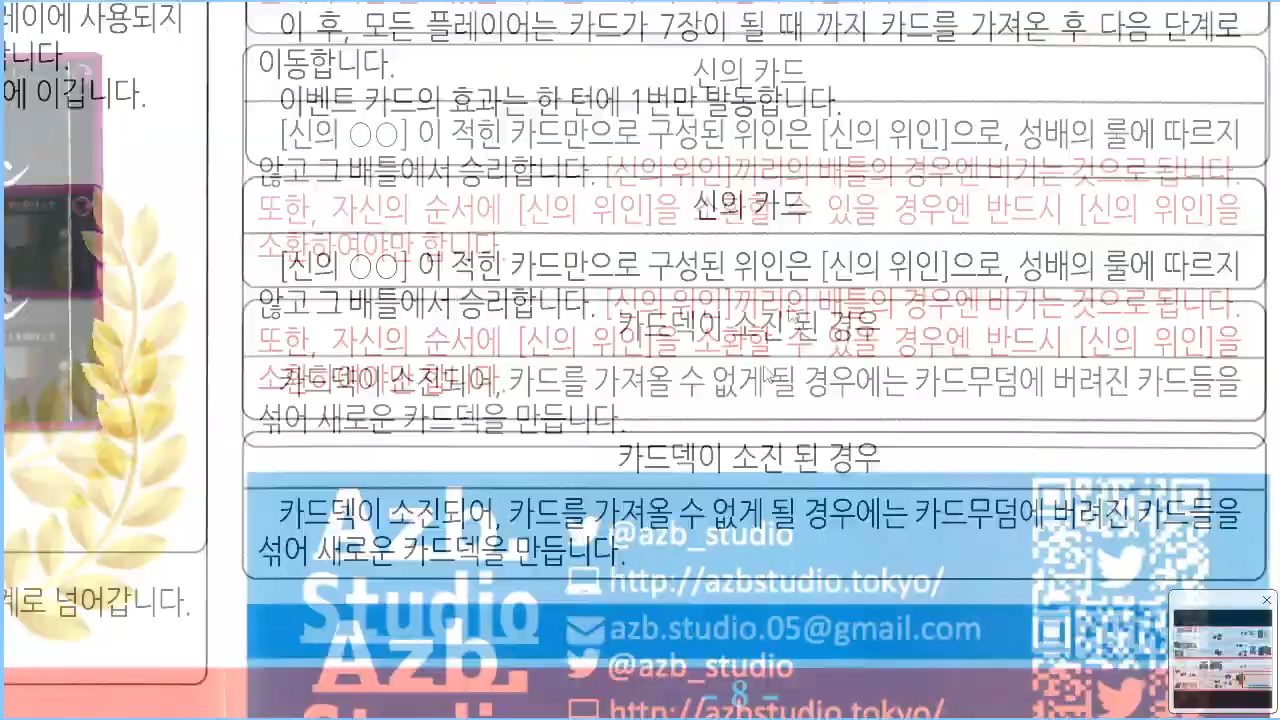 레이에 사용되지
니다.
에 이깁니다.
로 넘어갑니다.
이 후, 모든 플레이어는 카드가 7장이 될 때 까지 카드를 가져온 후 다음 단계로
이동합니다.
신의 카드
이벤트 카드의 효과는 한 턴에 1번만 발동합니다.
[신의 ○○] 이 적힌 카드만으로 구성된 위인은 [신의 위인]으로, 성배의 룰에 따르지
않고 그 배틀에서 승리합니다. [신의 위인]끼리의 배틀의 경우엔 비기는 것으로 됩니다.
또한, 자신의 순서에 [신의 위인]을 소환할 수 있을 경우엔 반드시 [신의 위인]을
신의 카드
소환하여야만 합니다.
[신의 ○○] 이 적힌 카드만으로 구성된 위인은 [신의 위인]으로, 성배의 룰에 따르지
않고 그 배틀에서 승리합니다. [신의 위인]끼리의 배틀의 경우엔 비기는 것으로 됩니다.
카드덱이 소진 된 경우
또한, 자신의 순서에 [신의 위인]을 소환할 수 있을 경우엔 반드시 [신의 위인]을
카드덱이 소진되어, 카드를 가져올 수 없게 될 경우에는 카드무덤에 버려진 카드들을
섞어 새로운 카드덱을 만듭니다.
카드덱이 소진 된 경우
카드덱이 소진되어, 카드를 가져올 수 없게 될 경우에는 카드무덤에 버려진 카드들을
섞어 새로운 카드덱을 만듭니다.
Azb
Studio
@azb_studio
http://azbstudio.tokyo/
azb.studio.05@gmail.com
Azb
Studio
@azb_studio
http://azbstudio.tokyo/
- 8 -